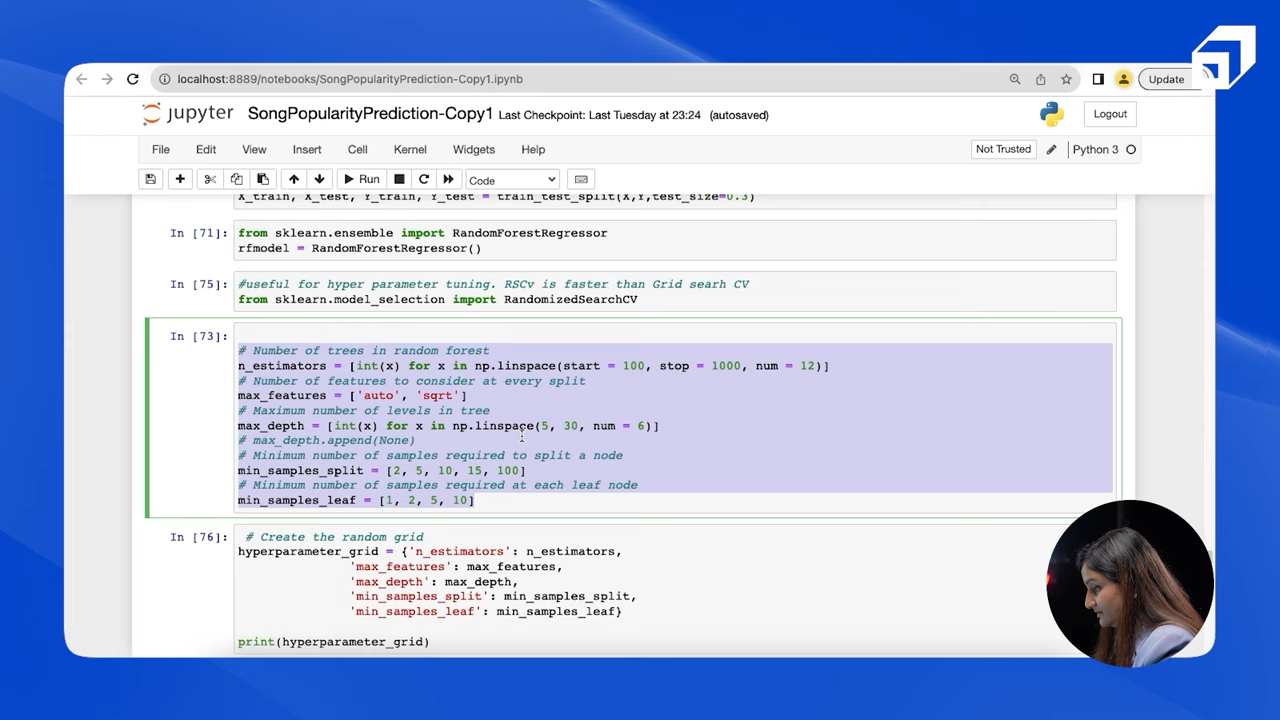 localhost:8889/notebooks/SongPopularityPrediction-Copy1.ipynb
Update
jupyter SongPopularityPrediction-Copy1 Last Checkpoint: Last Tuesday at 23:24 (autosaved)
Logout
File Edit View Insert Cell Kernel Widgets Help
Not Trusted Python 3
Run Code
X_train, X_test, Y_train, Y_test = train_test_split(X,Y,test_size=0.3)
In [71]: from sklearn.ensemble import RandomForestRegressor
rfmodel = RandomForestRegressor()
In [75]: #useful for hyper parameter tuning. RSCv is faster than Grid searh CV
from sklearn.model_selection import RandomizedSearchCV
In [73]:
# Number of trees in random forest
n_estimators = [int(x) for x in np.linspace(start = 100, stop = 1000, num = 12)]
# Number of features to consider at every split
max_features = ['auto', 'sqrt']
# Maximum number of levels in tree
max_depth = [int(x) for x in np.linspace(5, 30, num = 6)]
# max_depth.append(None)
# Minimum number of samples required to split a node
min_samples_split = [2, 5, 10, 15, 100]
# Minimum number of samples required at each leaf node
min_samples_leaf = [1, 2, 5, 10]
In [76]: # Create the random grid
hyperparameter_grid = {'n_estimators': n_estimators,
'max_features': max_features,
'max_depth': max_depth,
'min_samples_split': min_samples_split,
'min_samples_leaf': min_samples_leaf}
print(hyperparameter_grid)